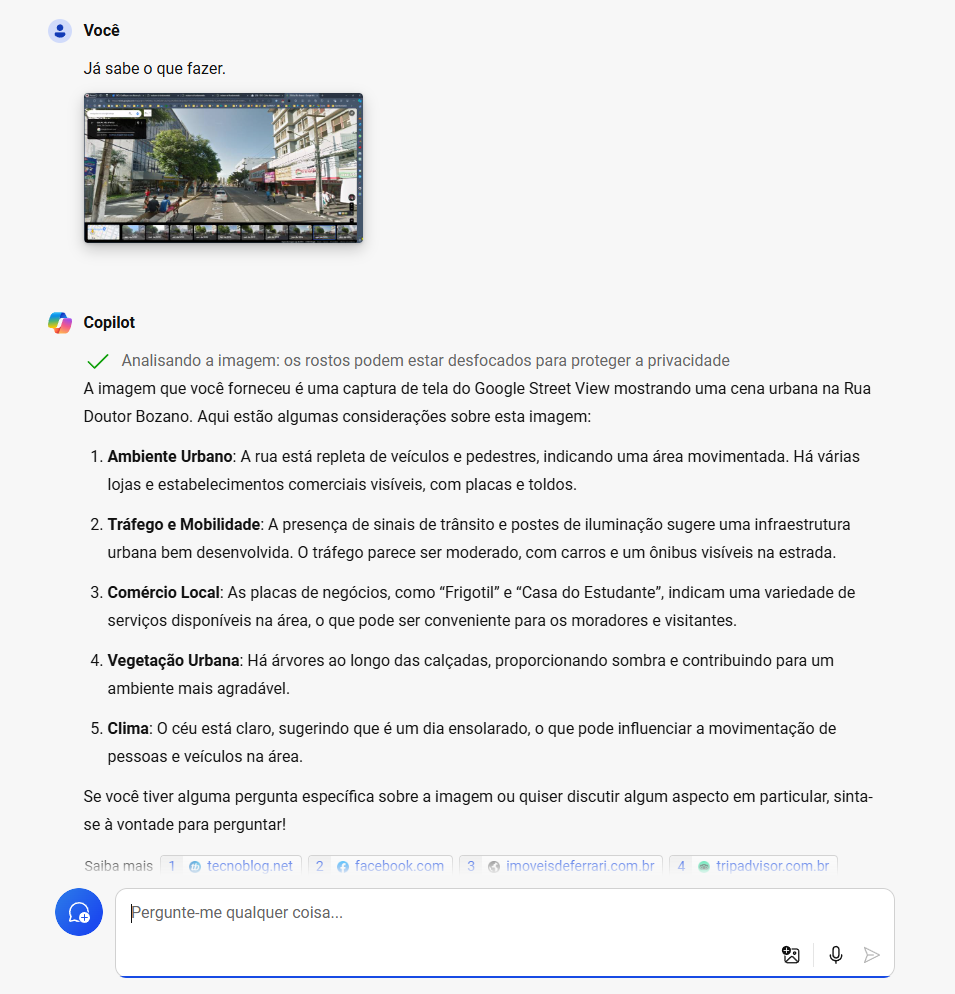 Você
Já sabe o que fazer.
Copilot
Analisando a imagem: os rostos podem estar desfocados para proteger a privacidade
A imagem que você forneceu é uma captura de tela do Google Street View mostrando uma cena urbana na Rua
Doutor Bozano. Aqui estão algumas considerações sobre esta imagem:
1. Ambiente Urbano: A rua está repleta de veículos e pedestres, indicando uma área movimentada. Há várias
lojas e estabelecimentos comerciais visíveis, com placas e toldos.
2. Tráfego e Mobilidade: A presença de sinais de trânsito e postes de iluminação sugere uma infraestrutura
urbana bem desenvolvida. O tráfego parece ser moderado, com carros e um ônibus visíveis na estrada.
3. Comércio Local: As placas de negócios, como “Frigotil” e “Casa do Estudante”, indicam uma variedade de
serviços disponíveis na área, o que pode ser conveniente para os moradores e visitantes.
4. Vegetação Urbana: Há árvores ao longo das calçadas, proporcionando sombra e contribuindo para um
ambiente mais agradável.
5. Clima: O céu está claro, sugerindo que é um dia ensolarado, o que pode influenciar a movimentação de
pessoas e veículos na área.
Se você tiver alguma pergunta específica sobre a imagem ou quiser discutir algum aspecto em particular, sinta-
se à vontade para perguntar!
Saiba mais 1 tecnoblog.net 2 facebook.com 3 imoveisdeferrari.com.br 4 tripadvisor.com.br
Pergunte-me qualquer coisa...